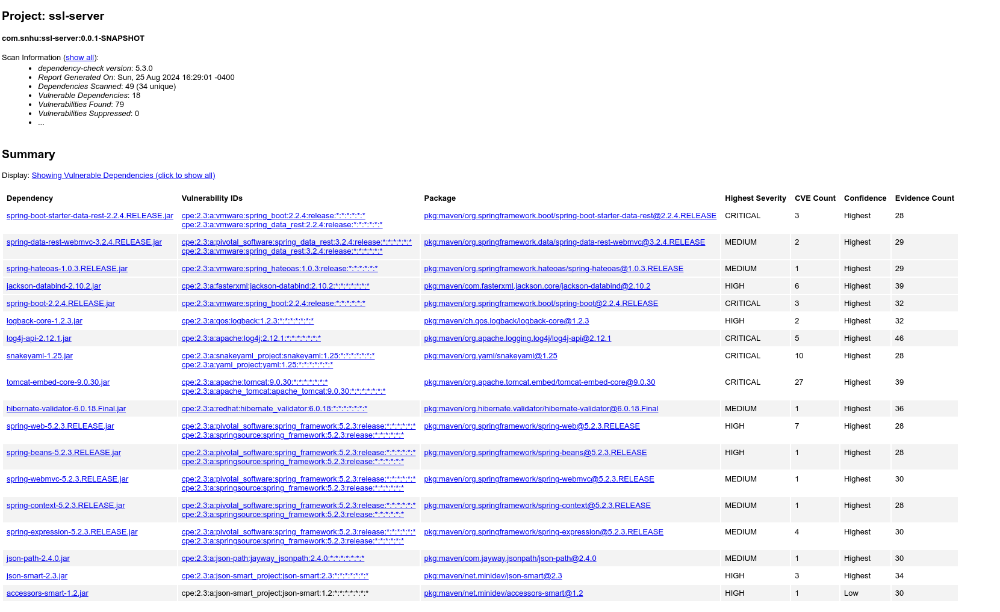 Project: ssl-server
com.snhu:ssl-server:0.0.1-SNAPSHOT
Scan Information (show all):
• dependency-check version: 5.3.0
• Report Generated On: Sun, 25 Aug 2024 16:29:01 -0400
• Dependencies Scanned: 49 (34 unique)
• Vulnerable Dependencies: 18
• Vulnerabilities Found: 79
• Vulnerabilities Suppressed: 0
• ...
Summary
Display: Showing Vulnerable Dependencies (click to show all)
Dependency Vulnerability IDs Package Highest Severity CVE Count Confidence Evidence Count
spring-boot-starter-data-rest-2.2.4.RELEASE.jar cpe:2.3:a:vmware:spring_boot:2.2.4:release:*:*:*:*:*:* pkg:maven/org.springframework.boot/spring-boot-starter-data-rest@2.2.4.RELEASE CRITICAL 3 Highest 28
cpe:2.3:a:vmware:spring_data_rest:2.2.4:release:*:*:*:*:*:*
spring-data-rest-webmvc-3.2.4.RELEASE.jar cpe:2.3:a:pivotal_software:spring_data_rest:3.2.4:release:*:*:*:*:*:* pkg:maven/org.springframework.data/spring-data-rest-webmvc@3.2.4.RELEASE MEDIUM 2 Highest 29
cpe:2.3:a:vmware:spring_data_rest:3.2.4:release:*:*:*:*:*:*
spring-hateoas-1.0.3.RELEASE.jar cpe:2.3:a:vmware:spring_hateoas:1.0.3:release:*:*:*:*:*:* pkg:maven/org.springframework.hateoas/spring-hateoas@1.0.3.RELEASE MEDIUM 1 Highest 29
jackson-databind-2.10.2.jar cpe:2.3:a:fasterxml:jackson-databind:2.10.2:*:*:*:*:*:*:* pkg:maven/com.fasterxml.jackson.core/jackson-databind@2.10.2 HIGH 6 Highest 39
spring-boot-2.2.4.RELEASE.jar cpe:2.3:a:vmware:spring_boot:2.2.4:release:*:*:*:*:*:* pkg:maven/org.springframework.boot/spring-boot@2.2.4.RELEASE CRITICAL 3 Highest 32
logback-core-1.2.3.jar cpe:2.3:a:qos:logback:1.2.3:*:*:*:*:*:*:* pkg:maven/ch.qos.logback/logback-core@1.2.3 HIGH 2 Highest 32
log4j-api-2.12.1.jar cpe:2.3:a:apache:log4j:2.12.1:*:*:*:*:*:*:* pkg:maven/org.apache.logging.log4j/log4j-api@2.12.1 CRITICAL 5 Highest 46
snakeyaml-1.25.jar cpe:2.3:a:snakeyaml_project:snakeyaml:1.25:*:*:*:*:*:*:* pkg:maven/org.yaml/snakeyaml@1.25 CRITICAL 10 Highest 28
cpe:2.3:a:yaml_project:yaml:1.25:*:*:*:*:*:*:*
tomcat-embed-core-9.0.30.jar cpe:2.3:a:apache:tomcat:9.0.30:*:*:*:*:*:*:* pkg:maven/org.apache.tomcat.embed/tomcat-embed-core@9.0.30 CRITICAL 27 Highest 39
cpe:2.3:a:apache_tomcat:apache_tomcat:9.0.30:*:*:*:*:*:*:*
hibernate-validator-6.0.18.Final.jar cpe:2.3:a:redhat:hibernate_validator:6.0.18:*:*:*:*:*:*:* pkg:maven/org.hibernate.validator/hibernate-validator@6.0.18.Final MEDIUM 1 Highest 36
spring-web-5.2.3.RELEASE.jar cpe:2.3:a:pivotal_software:spring_framework:5.2.3:release:*:*:*:*:*:* pkg:maven/org.springframework/spring-web@5.2.3.RELEASE HIGH 7 Highest 28
cpe:2.3:a:springsource:spring_framework:5.2.3:release:*:*:*:*:*:*
spring-beans-5.2.3.RELEASE.jar cpe:2.3:a:pivotal_software:spring_framework:5.2.3:release:*:*:*:*:*:* pkg:maven/org.springframework/spring-beans@5.2.3.RELEASE HIGH 1 Highest 28
cpe:2.3:a:springsource:spring_framework:5.2.3:release:*:*:*:*:*:*
spring-webmvc-5.2.3.RELEASE.jar cpe:2.3:a:pivotal_software:spring_framework:5.2.3:release:*:*:*:*:*:* pkg:maven/org.springframework/spring-webmvc@5.2.3.RELEASE MEDIUM 1 Highest 30
cpe:2.3:a:springsource:spring_framework:5.2.3:release:*:*:*:*:*:*
spring-context-5.2.3.RELEASE.jar cpe:2.3:a:pivotal_software:spring_framework:5.2.3:release:*:*:*:*:*:* pkg:maven/org.springframework/spring-context@5.2.3.RELEASE MEDIUM 1 Highest 28
cpe:2.3:a:springsource:spring_framework:5.2.3:release:*:*:*:*:*:*
spring-expression-5.2.3.RELEASE.jar cpe:2.3:a:pivotal_software:spring_framework:5.2.3:release:*:*:*:*:*:* pkg:maven/org.springframework/spring-expression@5.2.3.RELEASE MEDIUM 4 Highest 30
cpe:2.3:a:springsource:spring_framework:5.2.3:release:*:*:*:*:*:*
json-path-2.4.0.jar cpe:2.3:a:json-path:jayway_jsonpath:2.4.0:*:*:*:*:*:*:* pkg:maven/com.jayway.jsonpath/json-path@2.4.0 MEDIUM 1 Highest 30
json-smart-2.3.jar cpe:2.3:a:json-smart_project:json-smart:2.3:*:*:*:*:*:*:* pkg:maven/net.minidev/json-smart@2.3 HIGH 3 Highest 34
accessors-smart-1.2.jar cpe:2.3:a:json-smart_project:json-smart:1.2:*:*:*:*:*:*:* pkg:maven/net.minidev/accessors-smart@1.2 HIGH 1 Low 30